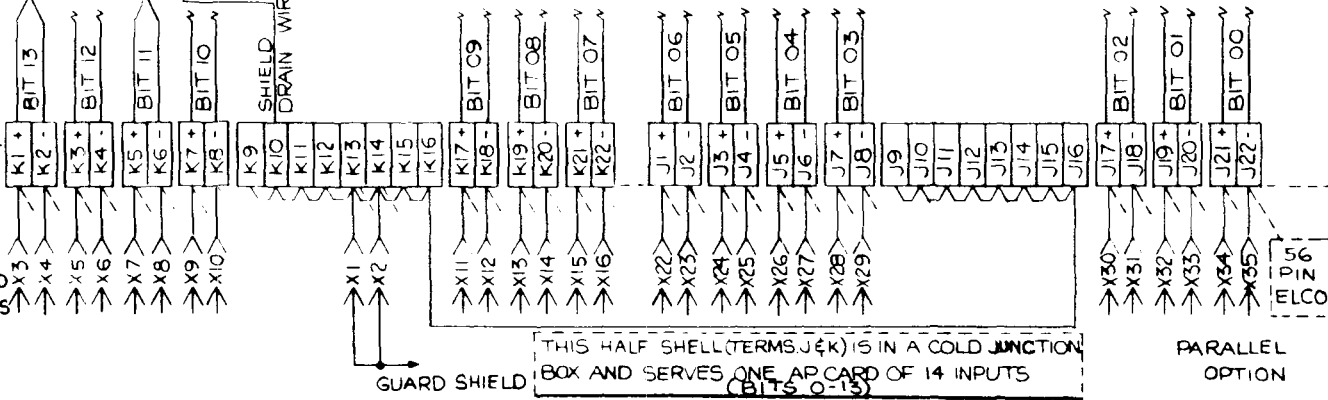 BIT 13
BIT 12
BIT 11
BIT 10
SHIELD
DRAIN WIR
BIT 09
BIT 08
BIT 07
BIT 06
BIT 05
BIT 04
BIT 03
BIT 02
BIT 01
BIT 00
K1 +
K2 -
K3 +
K4 -
K5 +
K6 -
K7 +
K8 -
K9
K10
K11
K12
K13
K14
K15
K16
K17 +
K18 -
K19 +
K20 -
K21 +
K22 -
J1 +
J2 -
J3 +
J4 -
J5 +
J6 -
J7 +
J8 -
J9
J10
J11
J12
J13
J14
J15
J16
J17 +
J18 -
J19 +
J20 -
J21 +
J22 -
X3
X4
X5
X6
X7
X8
X9
X10
X1
X2
X11
X12
X13
X14
X15
X16
X22
X23
X24
X25
X26
X27
X28
X29
X30
X31
X32
X33
X34
X35
56
PIN
ELCO
S
GUARD SHIELD
THIS HALF SHELL (TERMS. J & K) IS IN A COLD JUNCTION
BOX AND SERVES ONE AP CARD OF 14 INPUTS
(BITS 0-13)
PARALLEL
OPTION